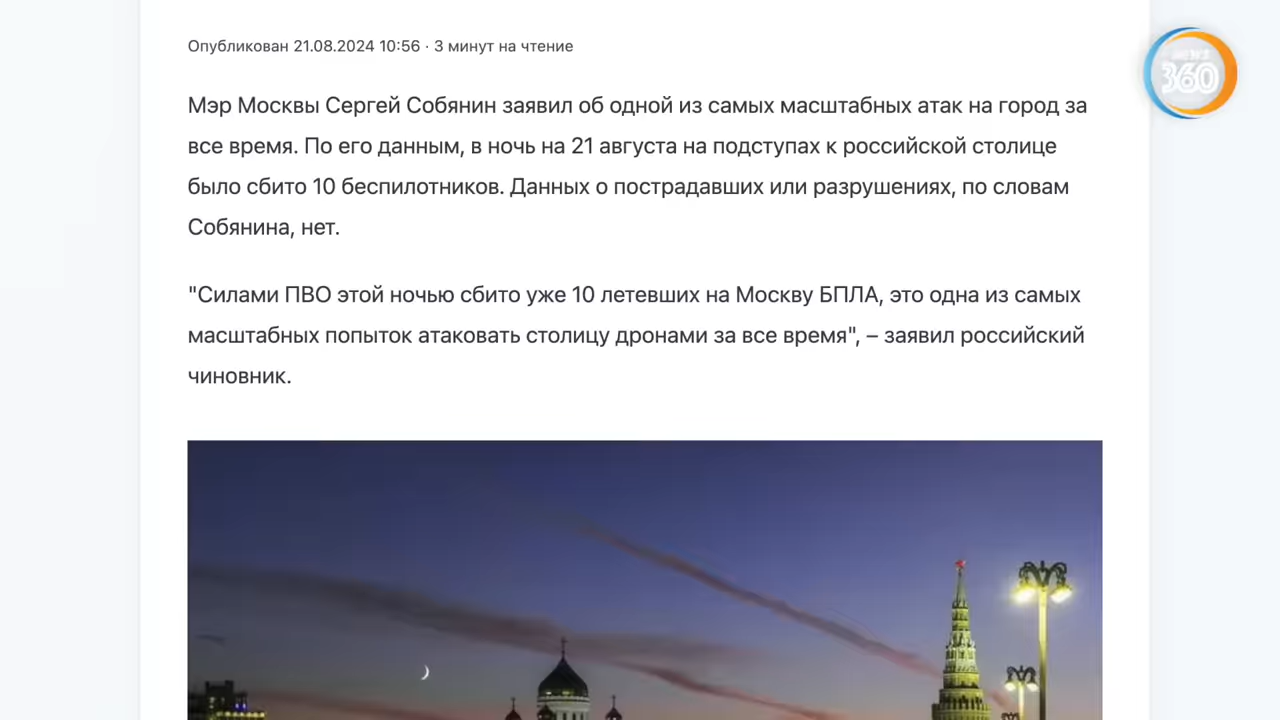 Опубликован 21.08.2024 10:56 · 3 минут на чтение
Мэр Москвы Сергей Собянин заявил об одной из самых масштабных атак на город за
все время. По его данным, в ночь на 21 августа на подступах к российской столице
было сбито 10 беспилотников. Данных о пострадавших или разрушениях, по словам
Собянина, нет.
"Силами ПВО этой ночью сбито уже 10 летевших на Москву БПЛА, это одна из самых
масштабных попыток атаковать столицу дронами за все время", – заявил российский
чиновник.
360